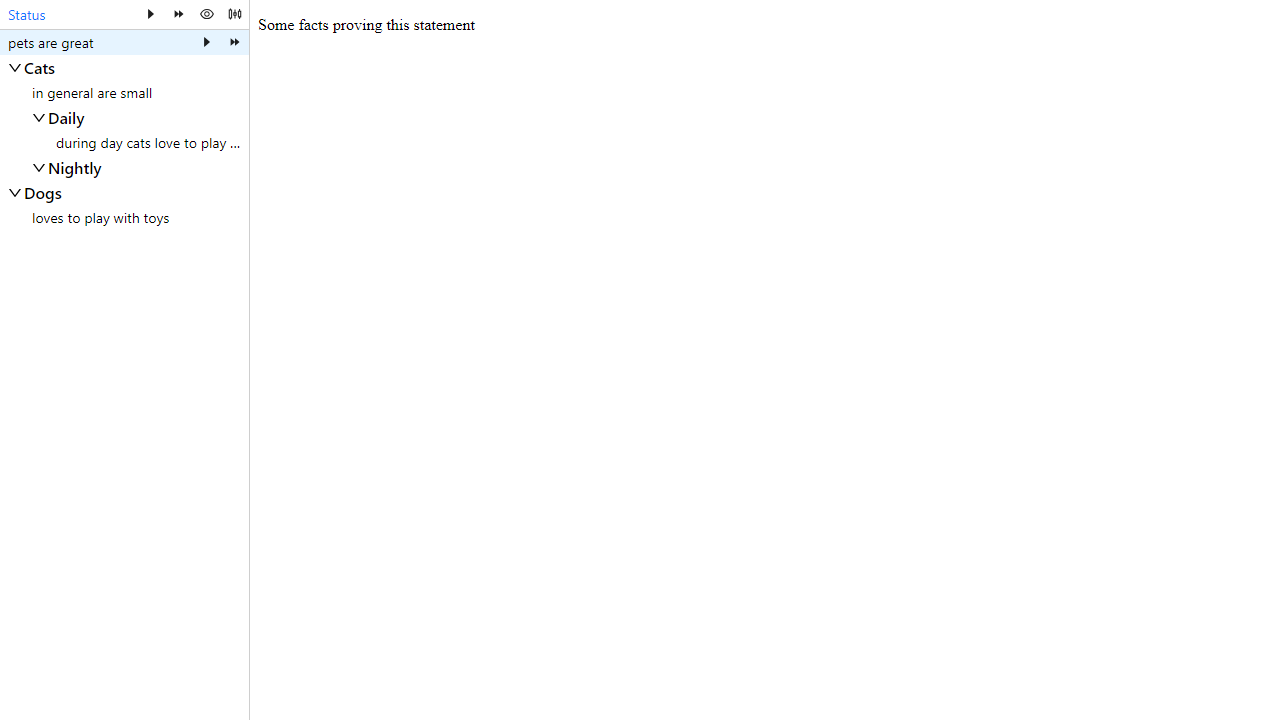 Status
pets are great
Cats
in general are small
Daily
during day cats love to play ...
Nightly
Dogs
loves to play with toys
Some facts proving this statement